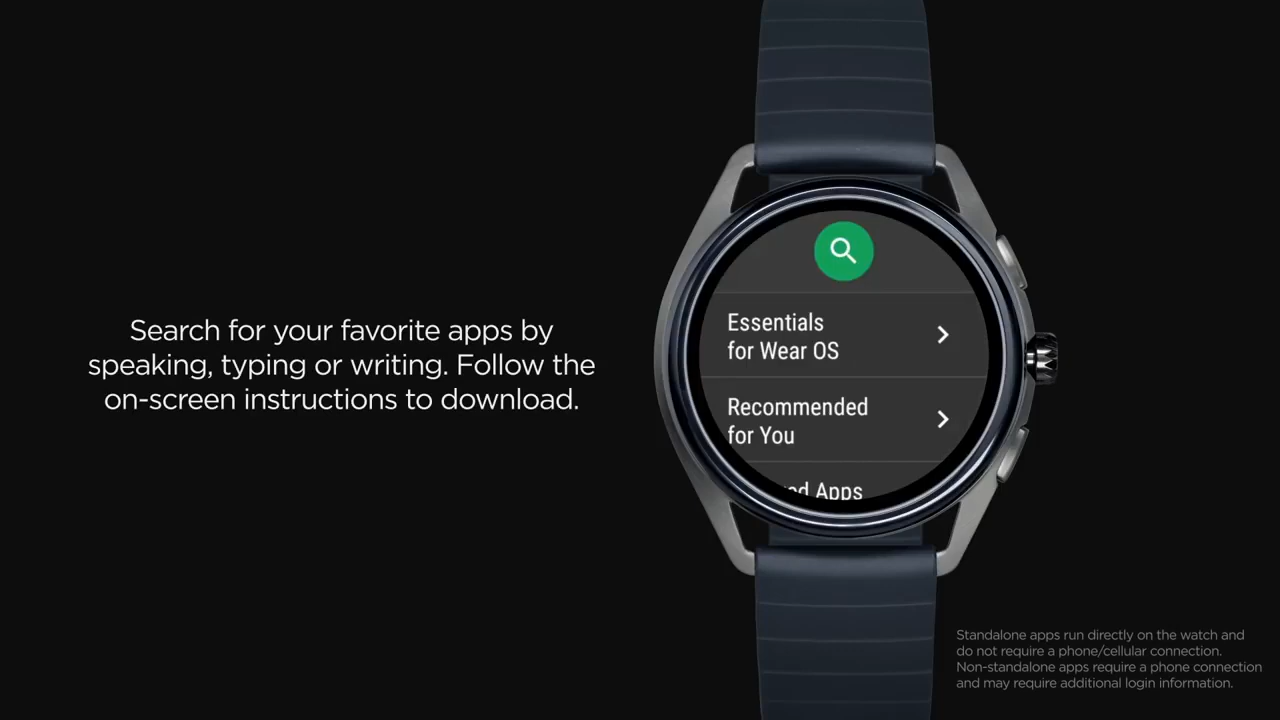 Search for your favorite apps by
speaking, typing or writing. Follow the
on-screen instructions to download.
Essentials
for Wear OS
Recommended
for You
Apps
Standalone apps run directly on the watch and
do not require a phone/cellular connection.
Non-standalone apps require a phone connection
and may require additional login information.